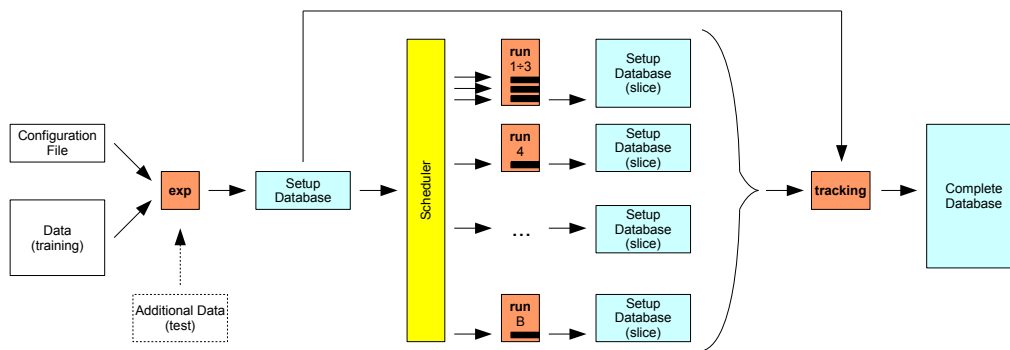 Configuration
File
Data
(training)
Additional Data
(test)
exp
Setup
Database
Scheduler
run
1÷3
Setup
Database
(slice)
run
4
Setup
Database
(slice)
...
Setup
Database
(slice)
run
B
Setup
Database
(slice)
tracking
Complete
Database